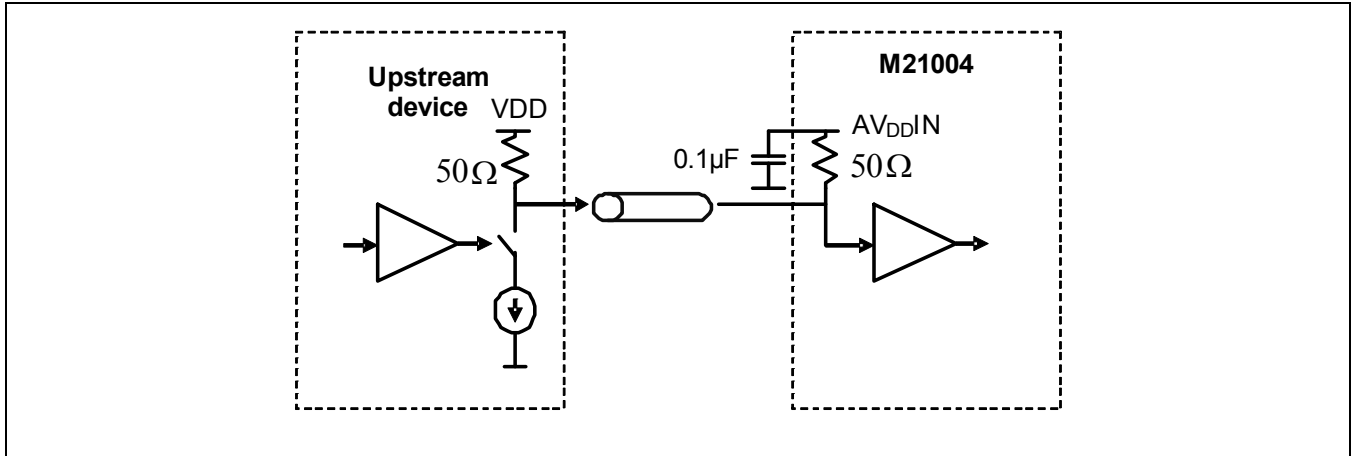 Upstream
device
VDD
50Ω
0.1µF
M21004
AVDDIN
50Ω